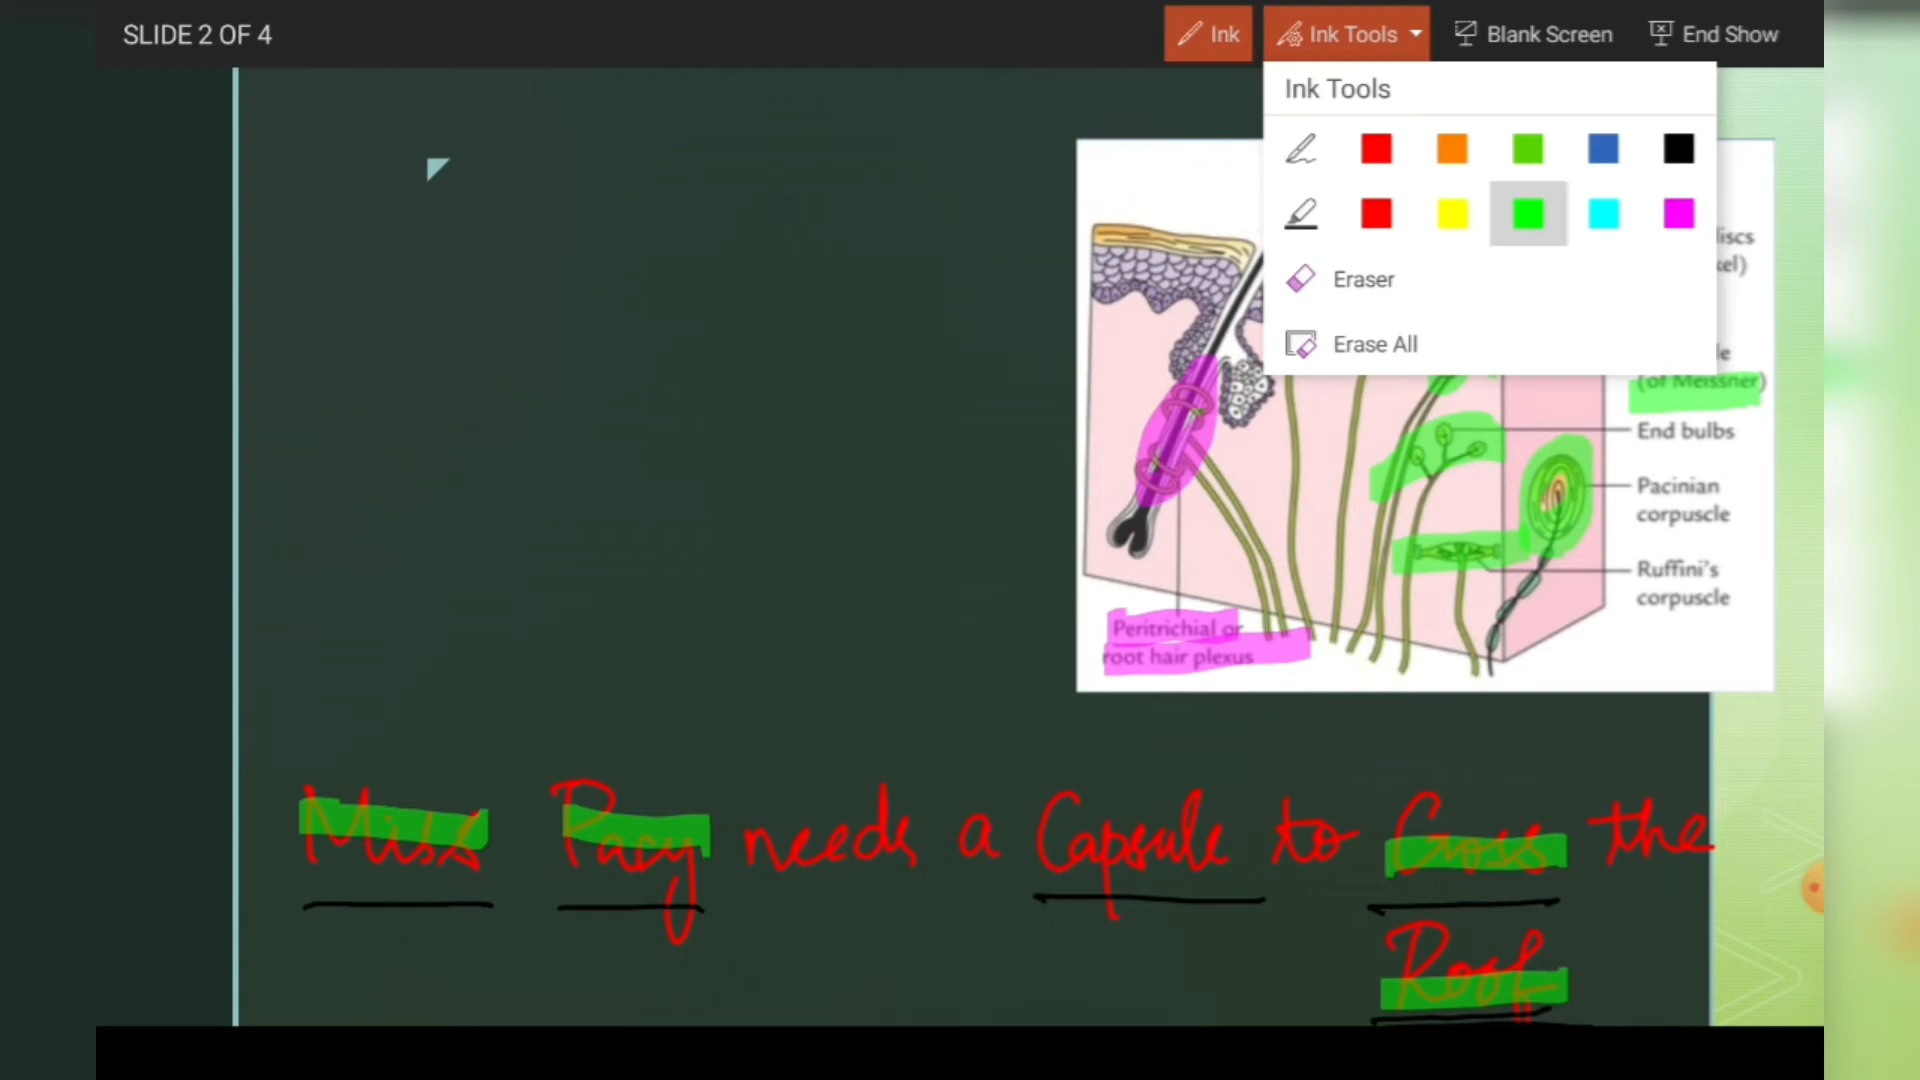 SLIDE 2 OF 4
Ink
Ink Tools
Blank Screen
End Show
Ink Tools
Eraser
Erase All
(of Meissner)
End bulbs
Pacinian
corpuscle
Ruffini's
corpuscle
Peritrichial or
root hair plexus
Miss Pacy needs a Capsule to Cross the
Roof